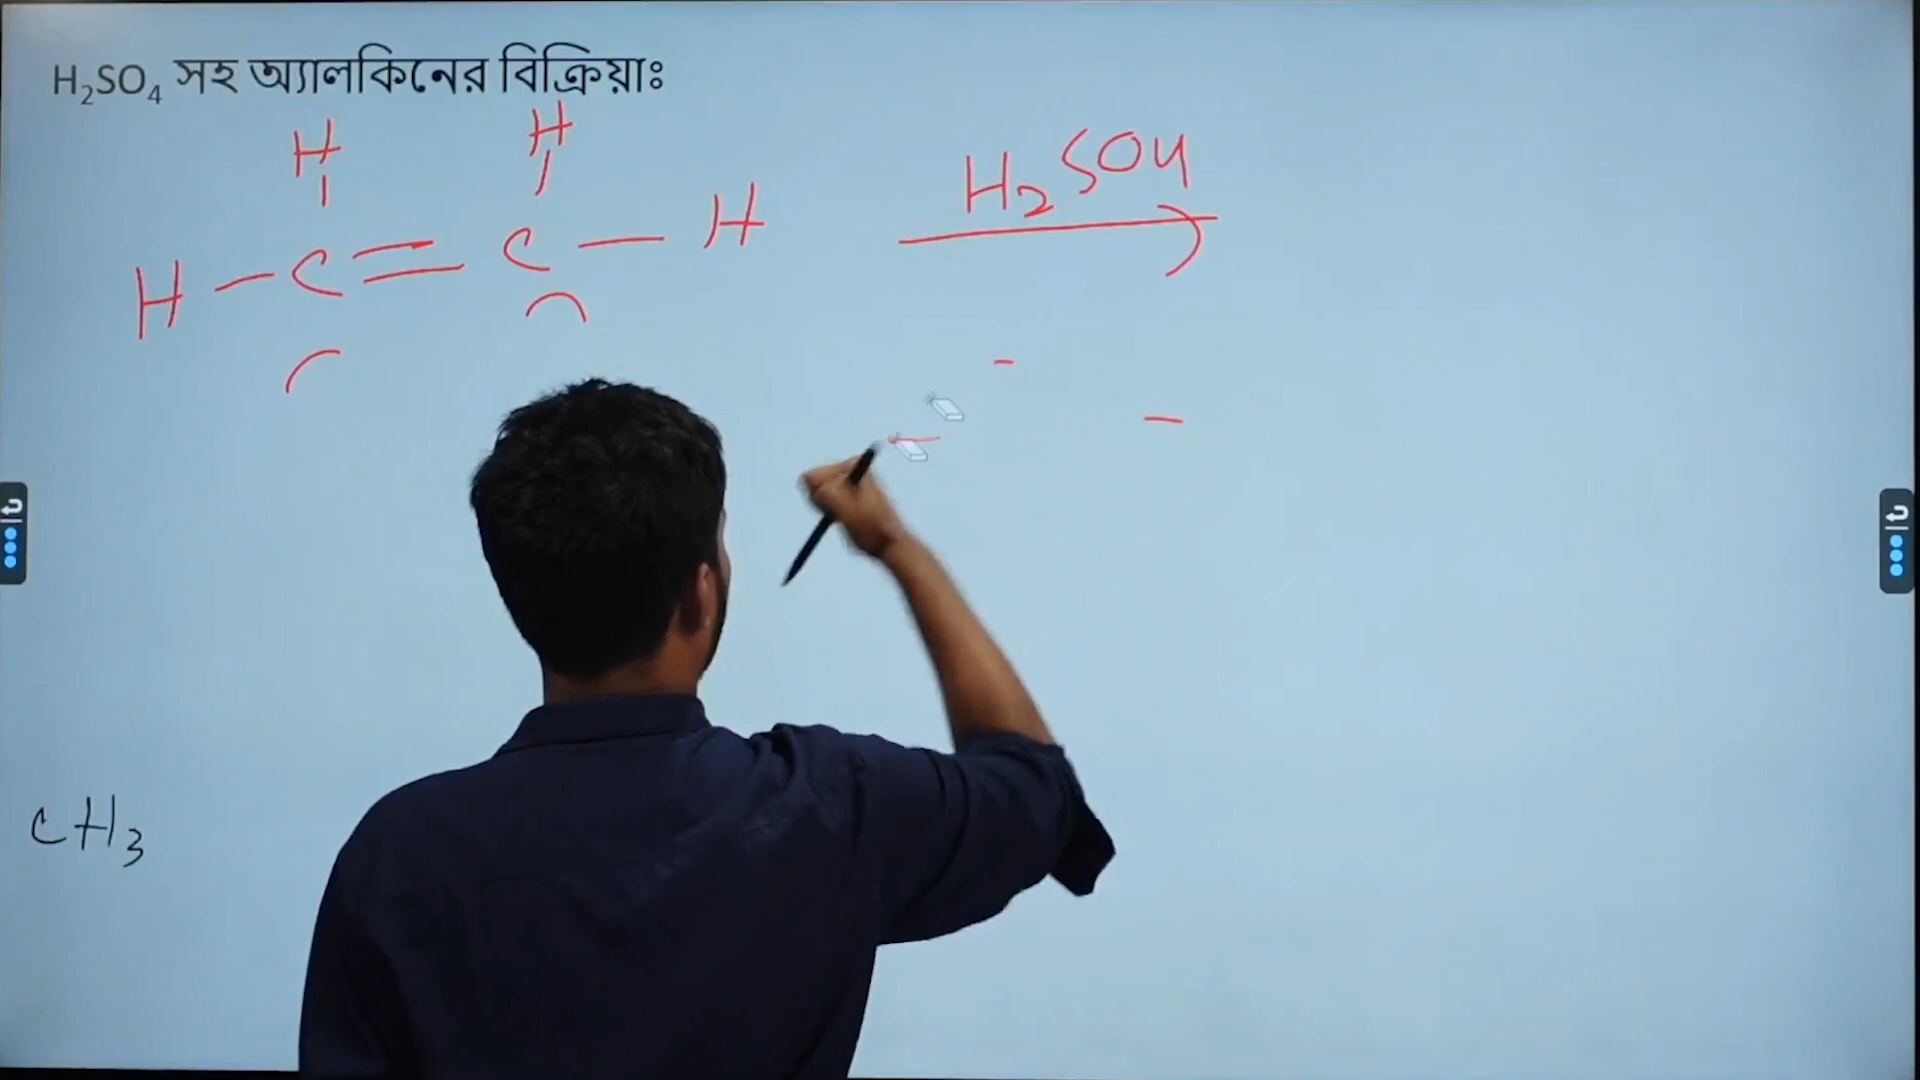 H₂SO₄ সহ অ্যালকিনের বিক্রিয়াঃ
H H
H – C = C – H
H₂SO4
CH₃